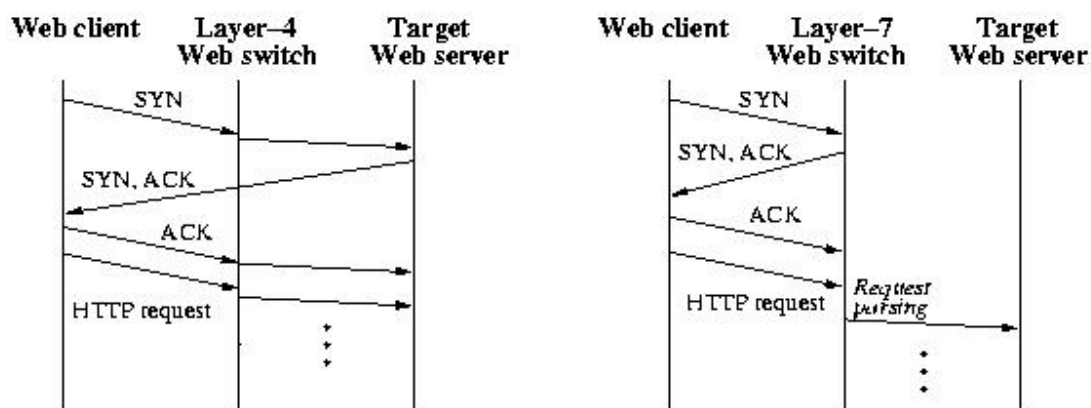 Web client
Layer–4
Web switch
Target
Web server
SYN
SYN, ACK
ACK
HTTP request
Web client
Layer–7
Web switch
Target
Web server
SYN
SYN, ACK
ACK
HTTP request
Request
parsing